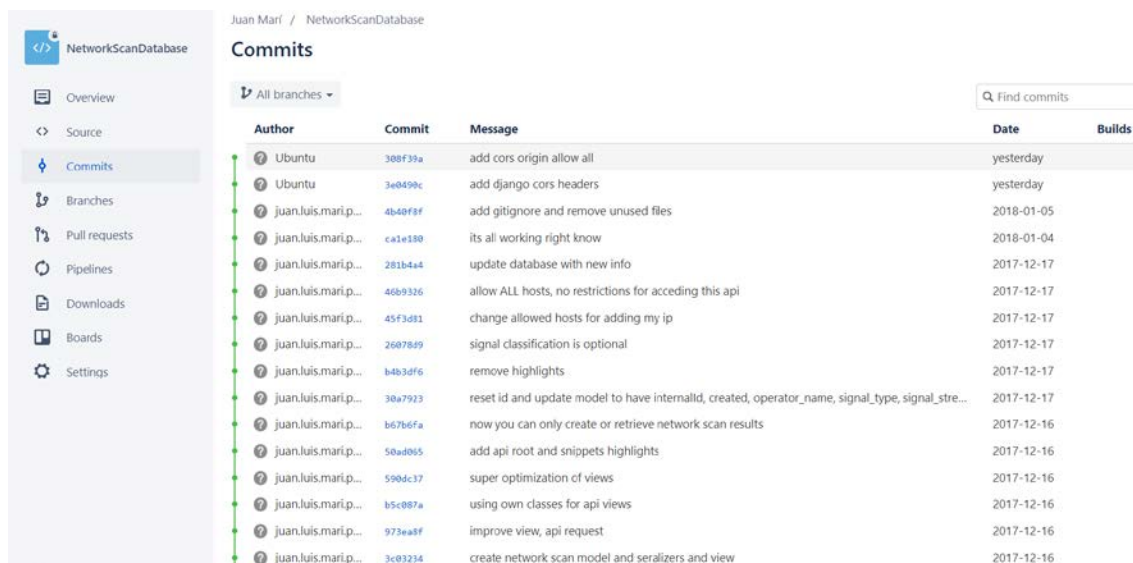 Juan Marí / NetworkScanDatabase
NetworkScanDatabase
Commits
Overview
Source
Commits
Branches
Pull requests
Pipelines
Downloads
Boards
Settings
All branches
Find commits
Author Commit Message Date Builds
Ubuntu 308f39a add cors origin allow all yesterday
Ubuntu 3e0490c add django cors headers yesterday
juan.luis.mari.p... 4b40f8f add gitignore and remove unused files 2018-01-05
juan.luis.mari.p... ca1e180 its all working right know 2018-01-04
juan.luis.mari.p... 281b4a4 update database with new info 2017-12-17
juan.luis.mari.p... 46b9326 allow ALL hosts, no restrictions for acceding this api 2017-12-17
juan.luis.mari.p... 45f3d81 change allowed hosts for adding my ip 2017-12-17
juan.luis.mari.p... 26078d9 signal classification is optional 2017-12-17
juan.luis.mari.p... b4b3df6 remove highlights 2017-12-17
juan.luis.mari.p... 30a7923 reset id and update model to have internalId, created, operator_name, signal_type, signal_stre... 2017-12-17
juan.luis.mari.p... b67b6fa now you can only create or retrieve network scan results 2017-12-16
juan.luis.mari.p... 50ad065 add api root and snippets highlights 2017-12-16
juan.luis.mari.p... 590dc37 super optimization of views 2017-12-16
juan.luis.mari.p... b5c087a using own classes for api views 2017-12-16
juan.luis.mari.p... 973ea8f improve view, api request 2017-12-16
juan.luis.mari.p... 3c03234 create network scan model and seralizers and view 2017-12-16